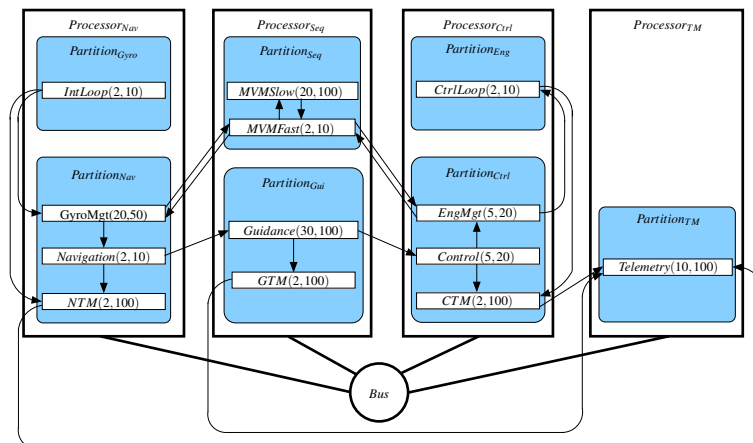 Processor_Nav
Partition_Gyro
IntLoop(2, 10)
Partition_Nav
GyroMgt(20,50)
Navigation(2, 10)
NTM(2, 100)
Processor_Seq
Partition_Seq
MVMSlow(20, 100)
MVMFast(2, 10)
Partition_Gui
Guidance(30, 100)
GTM(2, 100)
Processor_Ctrl
Partition_Eng
CtrlLoop(2, 10)
Partition_Ctrl
EngMgt(5, 20)
Control(5, 20)
CTM(2, 100)
Processor_TM
Partition_TM
Telemetry(10, 100)
Bus